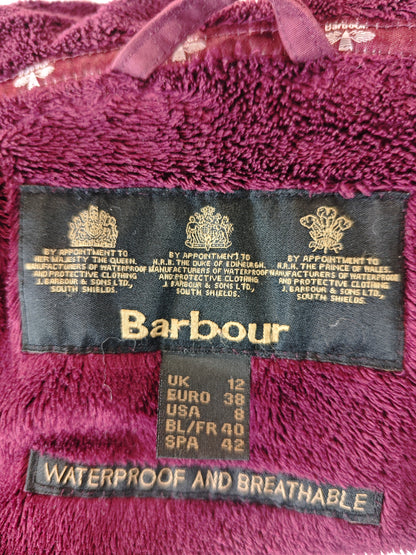 Barbour
BY APPOINTMENT TO
HER MAJESTY THE QUEEN.
MANUFACTURERS OF WATERPROOF
AND PROTECTIVE CLOTHING
J. BARBOUR & SONS LTD.,
SOUTH SHIELDS.
BY APPOINTMENT TO
H.R.H. THE DUKE OF EDINBURGH.
MANUFACTURERS OF WATERPROOF
AND PROTECTIVE CLOTHING
J. BARBOUR & SONS LTD.,
SOUTH SHIELDS.
BY APPOINTMENT TO
H.R.H. THE PRINCE OF WALES.
MANUFACTURERS OF WATERPROOF
AND PROTECTIVE CLOTHING
J. BARBOUR & SONS LTD.,
SOUTH SHIELDS.
Barbour
UK 12
EURO 38
USA 8
BL/FR 40
SPA 42
WATERPROOF AND BREATHABLE